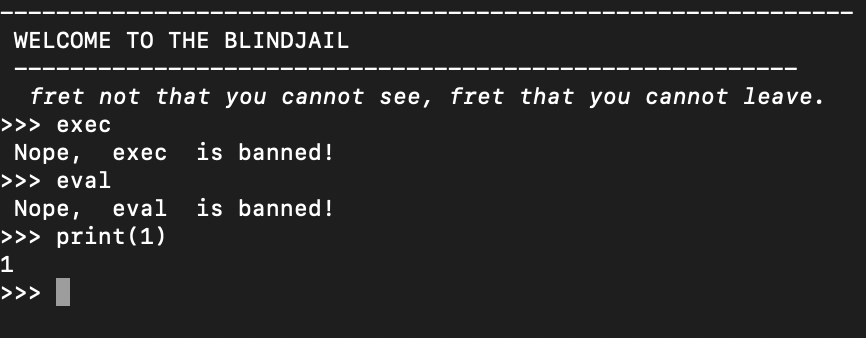 -------------------------------------------------------------
WELCOME TO THE BLINDJAIL
--------------------------------------------------------
fret not that you cannot see, fret that you cannot leave.
>>> exec
Nope,  exec  is banned!
>>> eval
Nope,  eval  is banned!
>>> print(1)
1
>>>